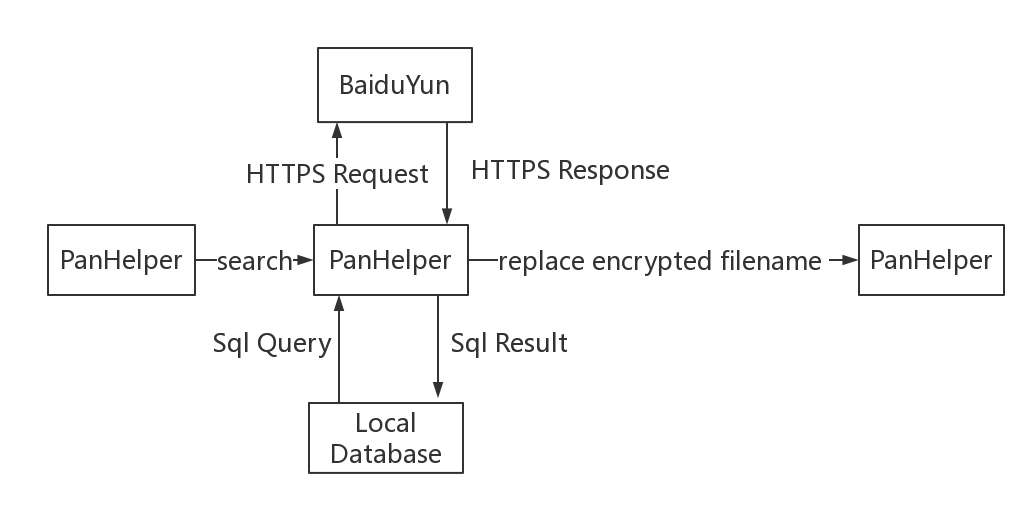 BaiduYun
HTTPS Request
HTTPS Response
PanHelper
search
PanHelper
replace encrypted filename
PanHelper
Sql Query
Sql Result
Local
Database